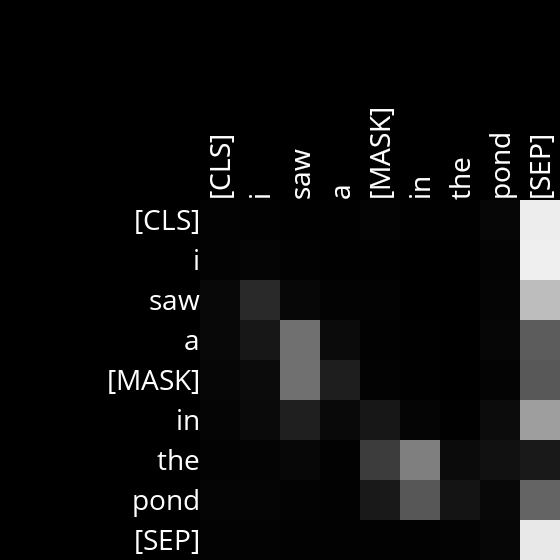 [CLS] i saw a [MASK] in the pond [SEP]
[CLS]
i
saw
a
[MASK]
in
the
pond
[SEP]